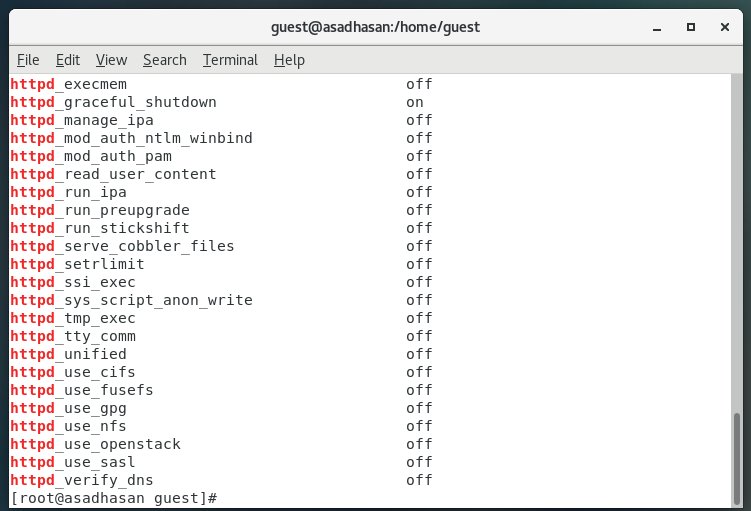 guest@asadhasan:/home/guest
File Edit View Search Terminal Help
httpd_execmem off
httpd_graceful_shutdown on
httpd_manage_ipa off
httpd_mod_auth_ntlm_winbind off
httpd_mod_auth_pam off
httpd_read_user_content off
httpd_run_ipa off
httpd_run_preupgrade off
httpd_run_stickshift off
httpd_serve_cobbler_files off
httpd_setrlimit off
httpd_ssi_exec off
httpd_sys_script_anon_write off
httpd_tmp_exec off
httpd_tty_comm off
httpd_unified off
httpd_use_cifs off
httpd_use_fusefs off
httpd_use_gpg off
httpd_use_nfs off
httpd_use_openstack off
httpd_use_sasl off
httpd_verify_dns off
[root@asadhasan guest]#